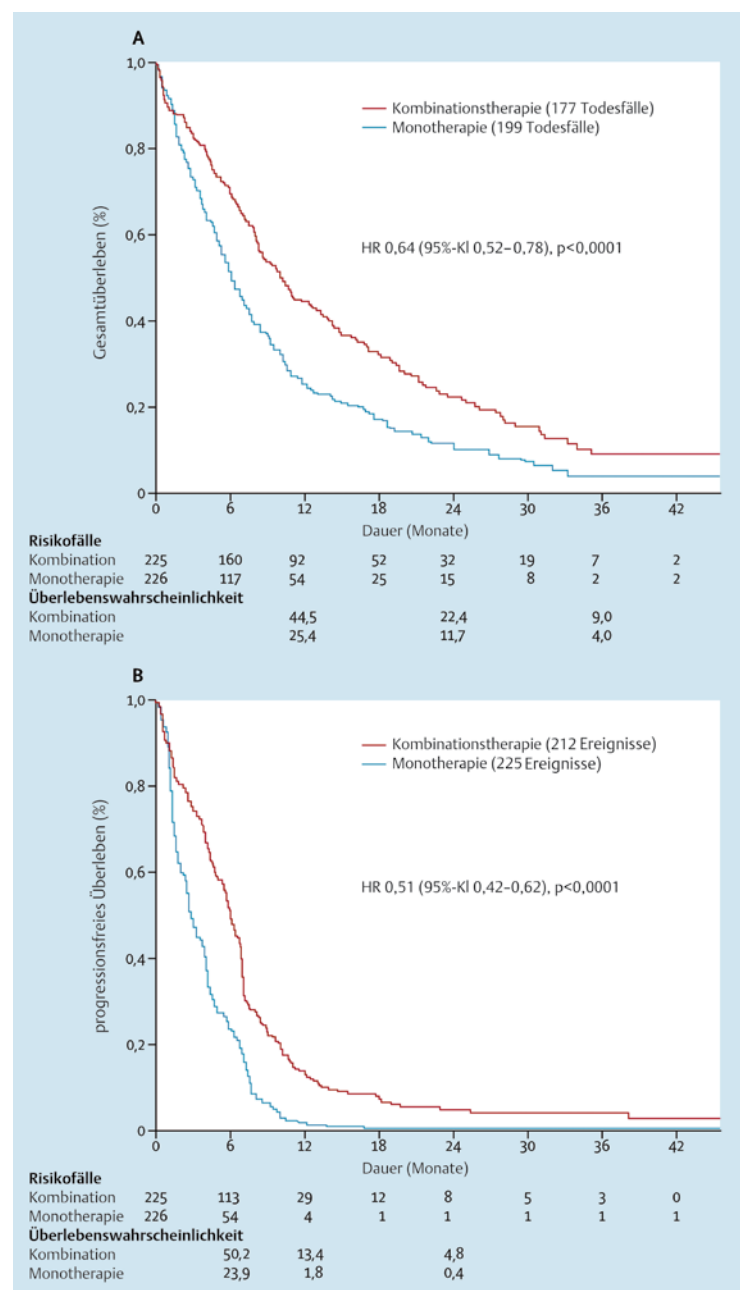 A
1,0
0,8
0,6
0,4
0,2
0
Gesamtüberleben (%)
Kombinationstherapie (177 Todesfälle)
Monotherapie (199 Todesfälle)
HR 0,64 (95%-KI 0,52–0,78), p<0,0001
0 6 12 18 24 30 36 42
Dauer (Monate)
Risikofälle
Kombination 225 160 92 52 32 19 7 2
Monotherapie 226 117 54 25 15 8 2 2
Überlebenswahrscheinlichkeit
Kombination 44,5 22,4 9,0
Monotherapie 25,4 11,7 4,0
B
1,0
0,8
0,6
0,4
0,2
0
progressionsfreies Überleben (%)
Kombinationstherapie (212 Ereignisse)
Monotherapie (225 Ereignisse)
HR 0,51 (95%-KI 0,42–0,62), p<0,0001
0 6 12 18 24 30 36 42
Dauer (Monate)
Risikofälle
Kombination 225 113 29 12 8 5 3 0
Monotherapie 226 54 4 1 1 1 1 1
Überlebenswahrscheinlichkeit
Kombination 50,2 13,4 4,8
Monotherapie 23,9 1,8 0,4